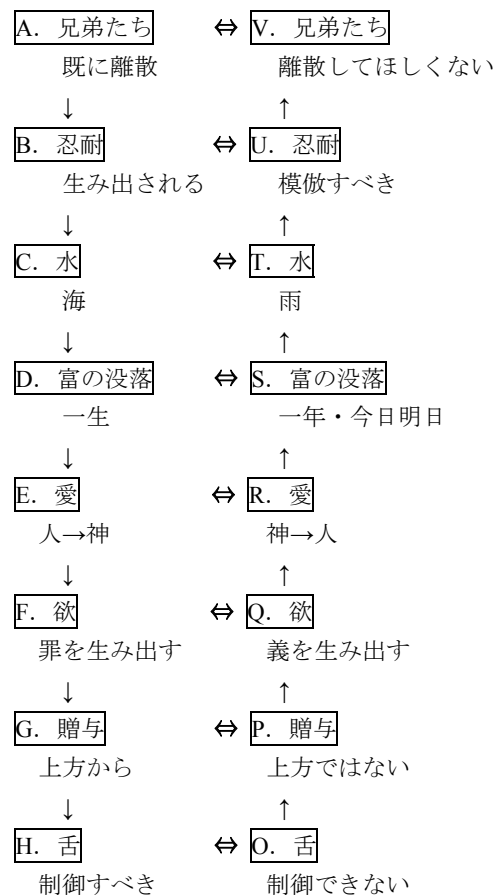 A. 兄弟たち ⇔ V. 兄弟たち
既に離散 離散してほしくない
↓ ↑
B. 忍耐 ⇔ U. 忍耐
生み出される 模倣すべき
↓ ↑
C. 水 ⇔ T. 水
海 雨
↓ ↑
D. 富の没落 ⇔ S. 富の没落
一生 一年・今日明日
↓ ↑
E. 愛 ⇔ R. 愛
人→神 神→人
↓ ↑
F. 欲 ⇔ Q. 欲
罪を生み出す 義を生み出す
↓ ↑
G. 贈与 ⇔ P. 贈与
上方から 上方ではない
↓ ↑
H. 舌 ⇔ O. 舌
制御すべき 制御できない